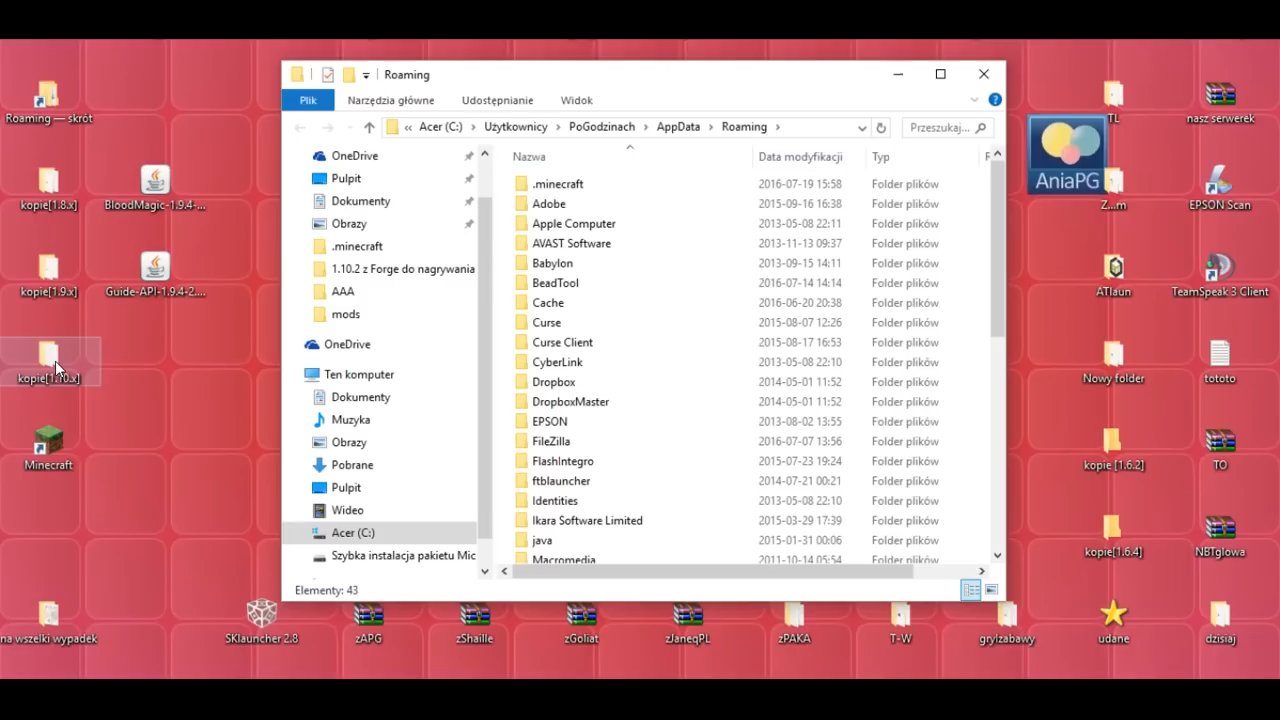 Roaming
Plik
Narzędzia główne
Udostępnianie
Widok
« Acer (C:) › Użytkownicy › PoGodzinach › AppData › Roaming ›
Przeszukaj...
OneDrive
Pulpit
Dokumenty
Obrazy
.minecraft
1.10.2 z Forge do nagrywania
AAA
mods
OneDrive
Ten komputer
Dokumenty
Muzyka
Obrazy
Pobrane
Pulpit
Wideo
Acer (C:)
Szybka instalacja pakietu Mic
Nazwa Data modyfikacji Typ R
.minecraft 2016-07-19 15:58 Folder plików
Adobe 2015-09-16 16:38 Folder plików
Apple Computer 2013-05-08 22:11 Folder plików
AVAST Software 2013-11-13 09:37 Folder plików
Babylon 2013-09-15 14:11 Folder plików
BeadTool 2016-07-14 14:14 Folder plików
Cache 2016-06-20 20:38 Folder plików
Curse 2015-08-07 12:26 Folder plików
Curse Client 2015-08-17 16:53 Folder plików
CyberLink 2013-05-08 22:10 Folder plików
Dropbox 2014-05-01 11:52 Folder plików
DropboxMaster 2014-05-01 11:52 Folder plików
EPSON 2013-08-02 13:55 Folder plików
FileZilla 2016-07-07 13:56 Folder plików
FlashIntegro 2015-07-23 19:24 Folder plików
ftblauncher 2014-07-21 00:21 Folder plików
Identities 2013-05-08 22:10 Folder plików
Ikara Software Limited 2015-03-29 17:39 Folder plików
java 2015-01-31 00:06 Folder plików
Macromedia 2011-10-14 05:54 Folder plików
Elementy: 43
Roaming — skrót
kopie[1.8.x]
BloodMagic-1.9.4-...
kopie[1.9.x]
Guide-API-1.9.4-2....
kopie[1.10.x]
Minecraft
na wszelki wypadek
SKlauncher 2.8
zAPG
zShaille
zGoliat
zJaneqPL
zPAKA
T-W
gryIzabawy
udane
dzisiaj
TL
nasz serwerek
AniaPG
Z...m
EPSON Scan
ATlaun
TeamSpeak 3 Client
Nowy folder
tototo
kopie [1.6.2]
TO
kopie[1.6.4]
NBTglowa